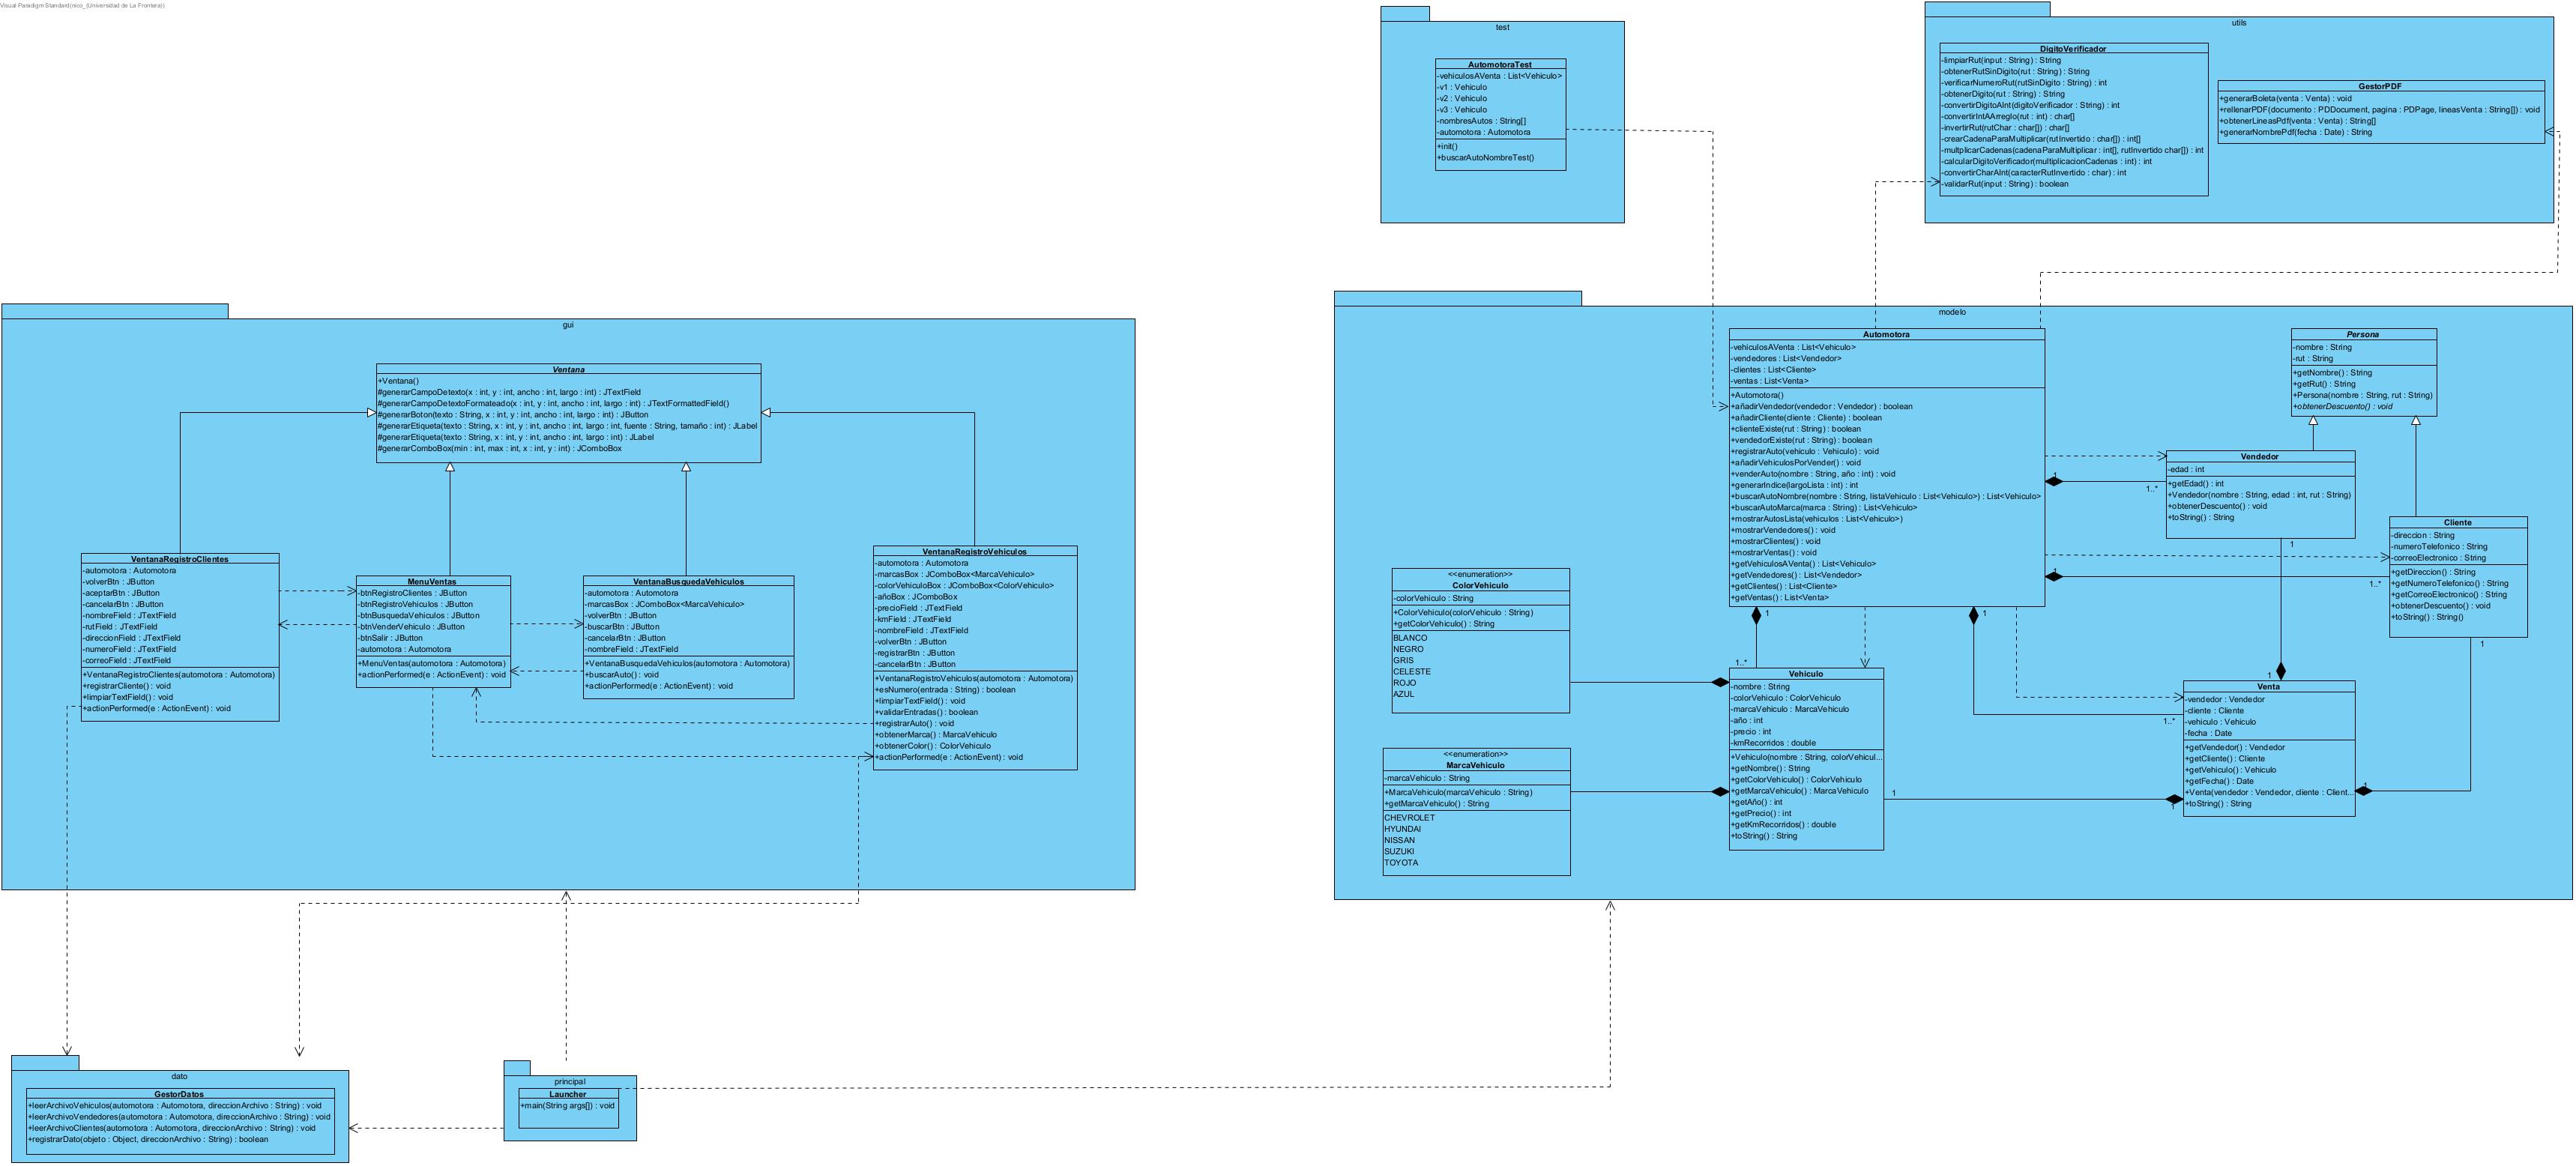 Visual Paradigm Standard(nico_(Universidad de La Frontera))
test
AutomotoraTest
-vehiculosAVenta : List<Vehiculo>
-v1 : Vehiculo
-v2 : Vehiculo
-v3 : Vehiculo
-nombresAutos : String[]
-automotora : Automotora
+init()
+buscarAutoNombreTest()
utils
DigitoVerificador
-limpiarRut(input : String) : String
-obtenerRutSinDigito(rut : String) : String
-verificarNumeroRut(rutSinDigito : String) : int
-obtenerDigito(rut : String) : String
-convertirDigitoAInt(digitoVerificador : String) : int
-convertirIntAArreglo(rut : int) : char[]
-invertirRut(rutChar : char[]) : char[]
-crearCadenaParaMultiplicar(rutInvertido : char[]) : int[]
-multplicarCadenas(cadenaParaMultiplicar : int[], rutInvertido char[]) : int
-calcularDigitoVerificador(multiplicacionCadenas : int) : int
-convertirCharAInt(caracterRutInvertido : char) : int
-validarRut(input : String) : boolean
GestorPDF
+generarBoleta(venta : Venta) : void
+rellenarPDF(documento : PDDocument, pagina : PDPage, lineasVenta : String[]) : void
+obtenerLineasPdf(venta : Venta) : String[]
+generarNombrePdf(fecha : Date) : String
gui
Ventana
+Ventana()
#generarCampoDetexto(x : int, y : int, ancho : int, largo : int) : JTextField
#generarCampoDetextoFormateado(x : int, y : int, ancho : int, largo : int) : JTextFormattedField()
#generarBoton(texto : String, x : int, y : int, ancho : int, largo : int) : JButton
#generarEtiqueta(texto : String, x : int, y : int, ancho : int, largo : int, fuente : String, tamaño : int) : JLabel
#generarEtiqueta(texto : String, x : int, y : int, ancho : int, largo : int) : JLabel
#generarComboBox(min : int, max : int, x : int, y : int) : JComboBox
VentanaRegistroClientes
-automotora : Automotora
-volverBtn : JButton
-aceptarBtn : JButton
-cancelarBtn : JButton
-nombreField : JTextField
-rutField : JTextField
-direccionField : JTextField
-numeroField : JTextField
-correoField : JTextField
+VentanaRegistroClientes(automotora : Automotora)
+registrarCliente() : void
+limpiarTextField() : void
+actionPerformed(e : ActionEvent) : void
MenuVentas
-btnRegistroClientes : JButton
-btnRegistroVehiculos : JButton
-btnBusquedaVehiculos : JButton
-btnVenderVehiculo : JButton
-btnSalir : JButton
-automotora : Automotora
+MenuVentas(automotora : Automotora)
+actionPerformed(e : ActionEvent) : void
VentanaBusquedaVehiculos
-automotora : Automotora
-marcasBox : JComboBox<MarcaVehiculo>
-volverBtn : JButton
-buscarBtn : JButton
-cancelarBtn : JButton
-nombreField : JTextField
+VentanaBusquedaVehiculos(automotora : Automotora)
+buscarAuto() : void
+actionPerformed(e : ActionEvent) : void
VentanaRegistroVehiculos
-automotora : Automotora
-marcasBox : JComboBox<MarcaVehiculo>
-colorVehiculoBox : JComboBox<ColorVehiculo>
-añoBox : JComboBox
-precioField : JTextField
-kmField : JTextField
-nombreField : JTextField
-volverBtn : JButton
-registrarBtn : JButton
-cancelarBtn : JButton
+VentanaRegistroVehiculos(automotora : Automotora)
+esNumero(entrada : String) : boolean
+limpiarTextField() : void
+validarEntradas() : boolean
+registrarAuto() : void
+obtenerMarca() : MarcaVehiculo
+obtenerColor() : ColorVehiculo
+actionPerformed(e : ActionEvent) : void
modelo
Automotora
-vehiculosAVenta : List<Vehiculo>
-vendedores : List<Vendedor>
-clientes : List<Cliente>
-ventas : List<Venta>
+Automotora()
+añadirVendedor(vendedor : Vendedor) : boolean
+añadirCliente(cliente : Cliente) : boolean
+clienteExiste(rut : String) : boolean
+vendedorExiste(rut : String) : boolean
+registrarAuto(vehiculo : Vehiculo) : void
+añadirVehiculosPorVender() : void
+venderAuto(nombre : String, año : int) : void
+generarIndice(largoLista : int) : int
+buscarAutoNombre(nombre : String, listaVehiculo : List<Vehiculo>) : List<Vehiculo>
+buscarAutoMarca(marca : String) : List<Vehiculo>
+mostrarAutosLista(vehiculos : List<Vehiculo>)
+mostrarVendedores() : void
+mostrarClientes() : void
+mostrarVentas() : void
+getVehiculosAVenta() : List<Vehiculo>
+getVendedores() : List<Vendedor>
+getClientes() : List<Cliente>
+getVentas() : List<Venta>
Persona
-nombre : String
-rut : String
+getNombre() : String
+getRut() : String
+Persona(nombre : String, rut : String)
+obtenerDescuento() : void
Vendedor
-edad : int
+getEdad() : int
+Vendedor(nombre : String, edad : int, rut : String)
+obtenerDescuento() : void
+toString() : String
1
1..*
1
Cliente
-direccion : String
-numeroTelefonico : String
-correoElectronico : String
+getDireccion() : String
+getNumeroTelefonico() : String
+getCorreoElectronico() : String
+obtenerDescuento() : void
+toString() : String()
1
1..*
1
<<enumeration>>
ColorVehiculo
-colorVehiculo : String
+ColorVehiculo(colorVehiculo : String)
+getColorVehiculo() : String
BLANCO
NEGRO
GRIS
CELESTE
ROJO
AZUL
<<enumeration>>
MarcaVehiculo
-marcaVehiculo : String
+MarcaVehiculo(marcaVehiculo : String)
+getMarcaVehiculo() : String
CHEVROLET
HYUNDAI
NISSAN
SUZUKI
TOYOTA
1
1..*
Vehiculo
-nombre : String
-colorVehiculo : ColorVehiculo
-marcaVehiculo : MarcaVehiculo
-año : int
-precio : int
-kmRecorridos : double
+Vehiculo(nombre : String, colorVehicul...
+getNombre() : String
+getColorVehiculo() : ColorVehiculo
+getMarcaVehiculo() : MarcaVehiculo
+getAño() : int
+getPrecio() : int
+getKmRecorridos() : double
+toString() : String
1
1..*
1
1
1
Venta
-vendedor : Vendedor
-cliente : Cliente
-vehiculo : Vehiculo
-fecha : Date
+getVendedor() : Vendedor
+getCliente() : Cliente
+getVehiculo() : Vehiculo
+getFecha() : Date
+Venta(vendedor : Vendedor, cliente : Client...
+toString() : String
1
dato
GestorDatos
+leerArchivoVehiculos(automotora : Automotora, direccionArchivo : String) : void
+leerArchivoVendedores(automotora : Automotora, direccionArchivo : String) : void
+leerArchivoClientes(automotora : Automotora, direccionArchivo : String) : void
+registrarDato(objeto : Object, direccionArchivo : String) : boolean
principal
Launcher
+main(String args[]) : void